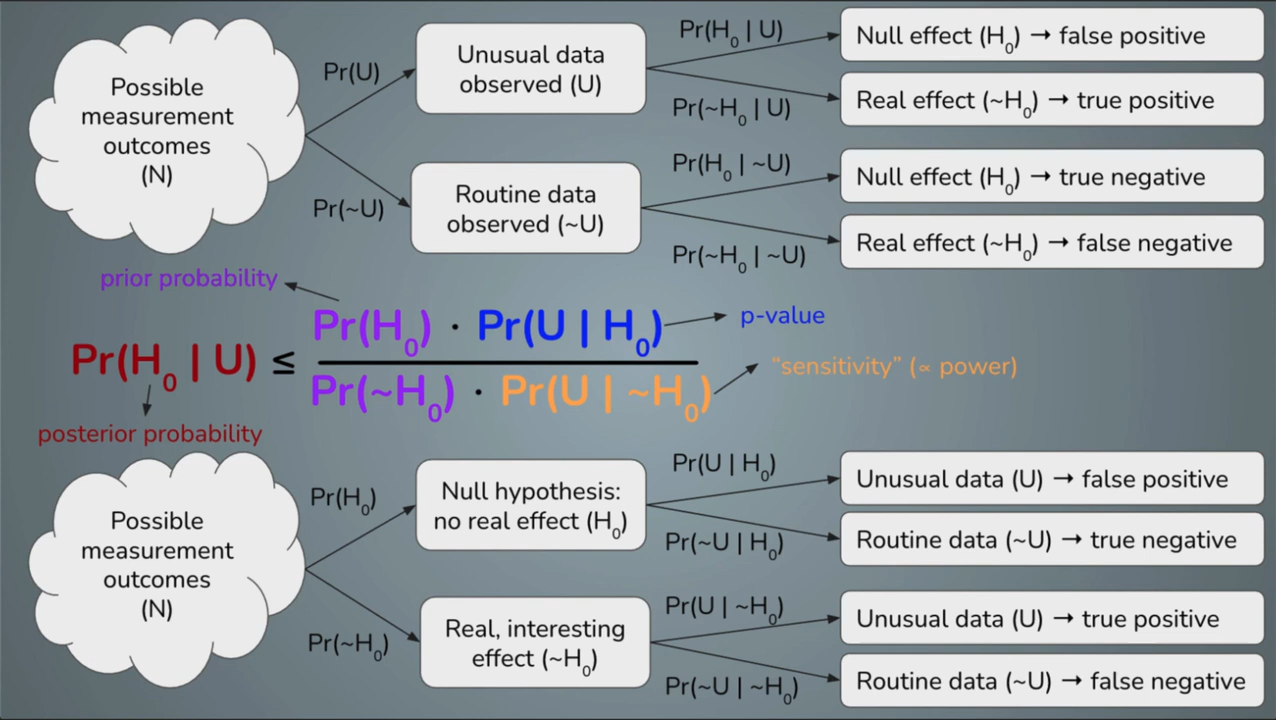 Possible
measurement
outcomes
(N)
Pr(U)
Pr(~U)
Unusual data
observed (U)
Routine data
observed (~U)
Pr(H₀ | U)
Pr(~H₀ | U)
Pr(H₀ | ~U)
Pr(~H₀ | ~U)
Null effect (H₀) → false positive
Real effect (~H₀) → true positive
Null effect (H₀) → true negative
Real effect (~H₀) → false negative
prior probability
Pr(H₀) · Pr(U | H₀)
p-value
Pr(H₀ | U) ≤
Pr(~H₀) · Pr(U | ~H₀)
“sensitivity” (∝ power)
posterior probability
Possible
measurement
outcomes
(N)
Pr(H₀)
Pr(~H₀)
Null hypothesis:
no real effect (H₀)
Real, interesting
effect (~H₀)
Pr(U | H₀)
Pr(~U | H₀)
Pr(U | ~H₀)
Pr(~U | ~H₀)
Unusual data (U) → false positive
Routine data (~U) → true negative
Unusual data (U) → true positive
Routine data (~U) → false negative